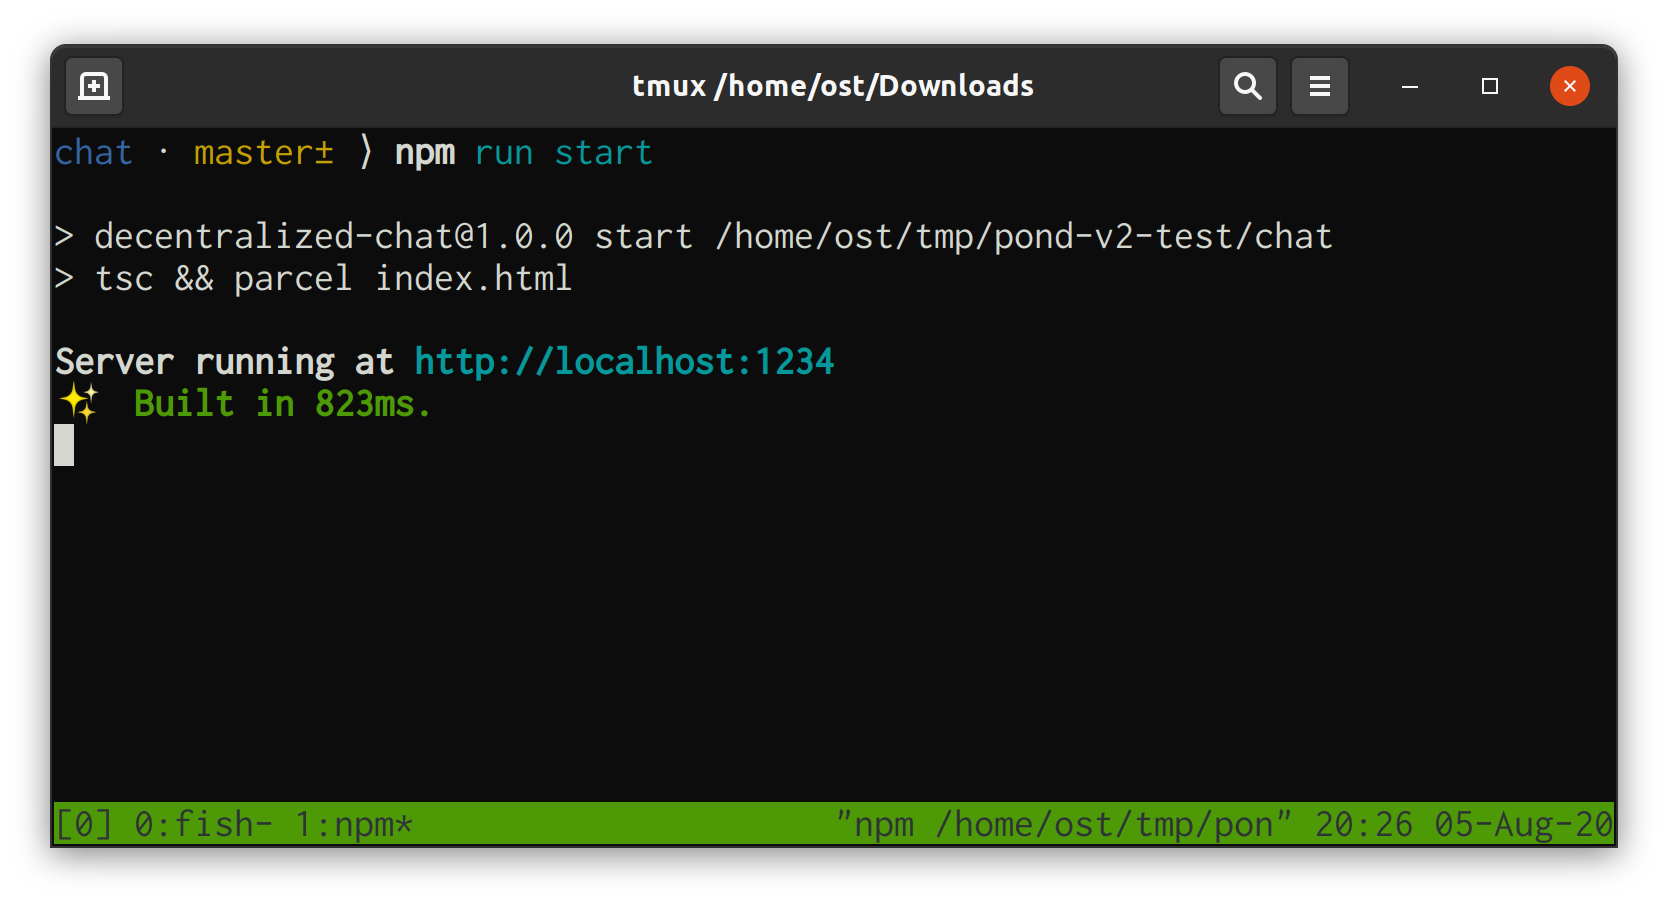 tmux /home/ost/Downloads
chat · master± ⟩ npm run start
> decentralized-chat@1.0.0 start /home/ost/tmp/pond-v2-test/chat
> tsc && parcel index.html
Server running at http://localhost:1234
✨ Built in 823ms.
[0] 0:fish- 1:npm* "npm /home/ost/tmp/pon" 20:26 05-Aug-20